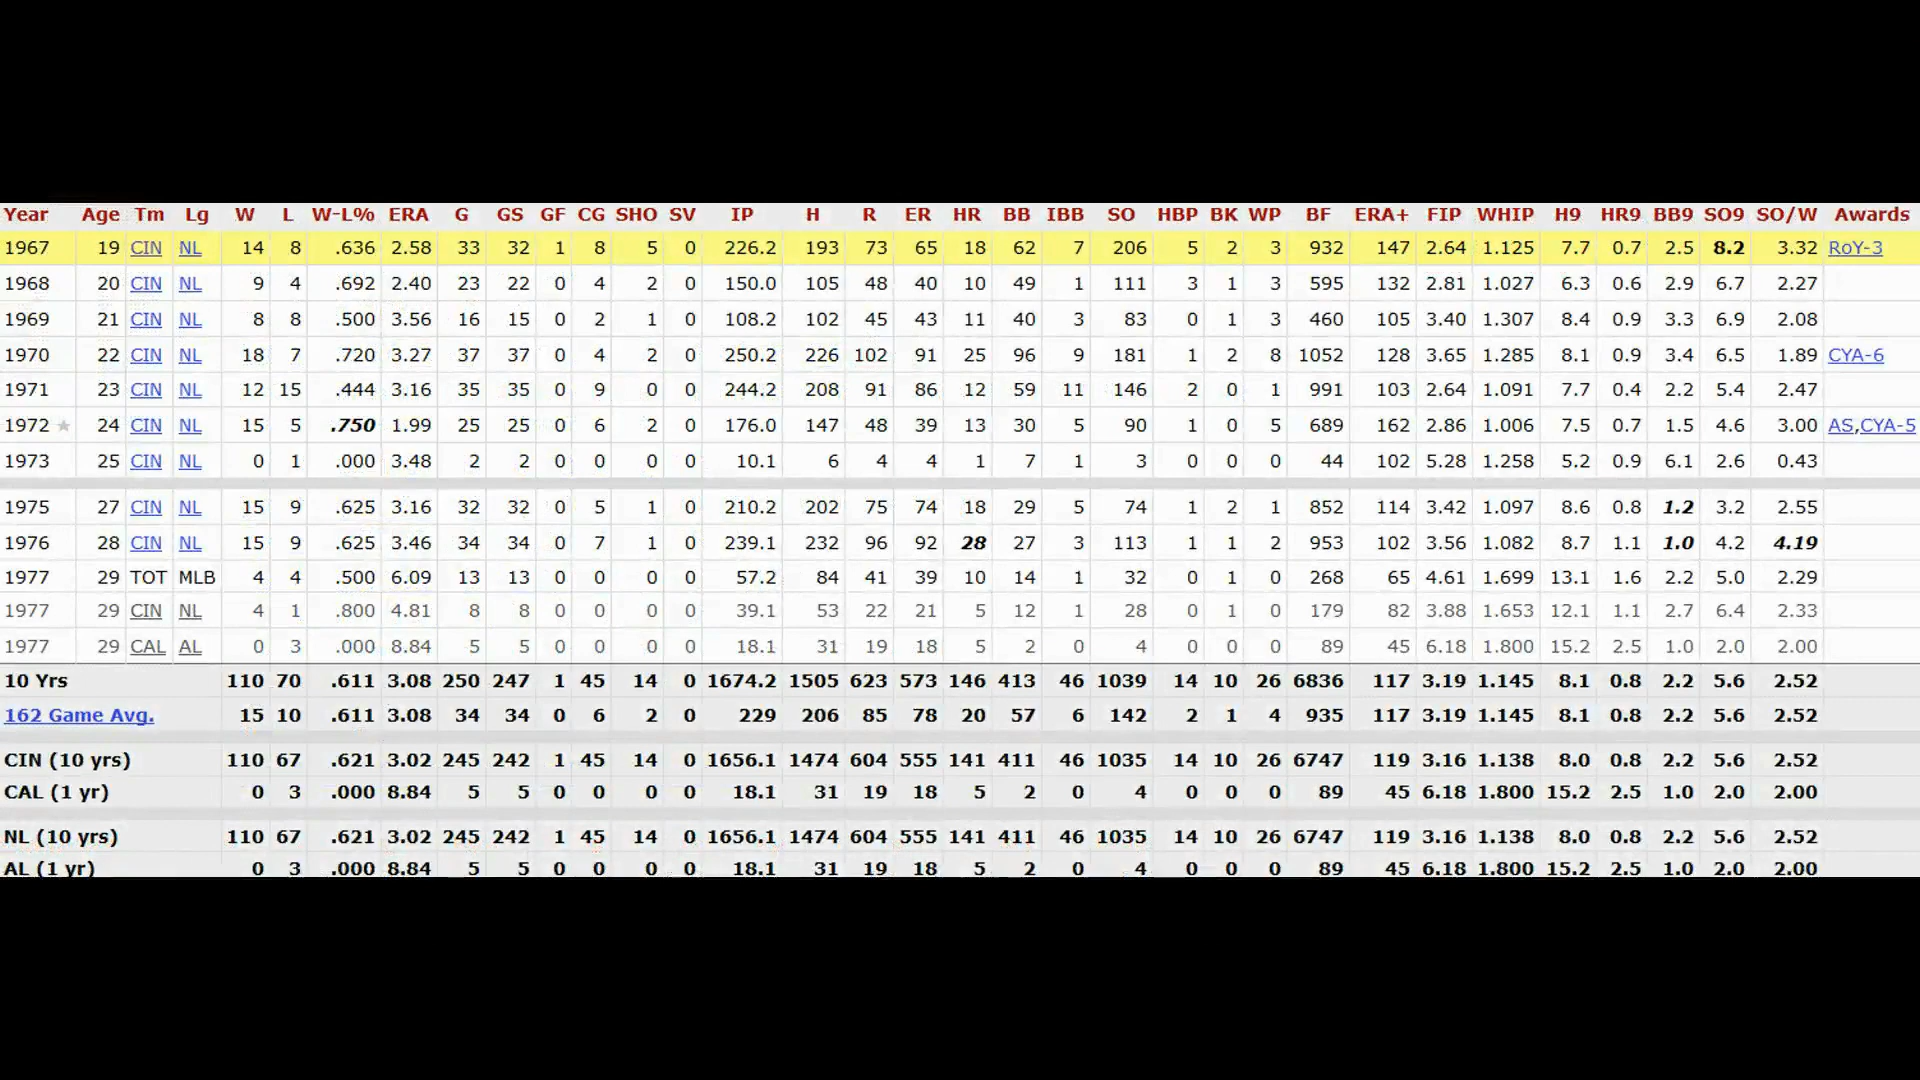 Year Age Tm Lg W L W-L% ERA G GS GF CG SHO SV IP H R ER HR BB IBB SO HBP BK WP BF ERA+ FIP WHIP H9 HR9 BB9 SO9 SO/W Awards
1967 19 CIN NL 14 8 .636 2.58 33 32 1 8 5 0 226.2 193 73 65 18 62 7 206 5 2 3 932 147 2.64 1.125 7.7 0.7 2.5 8.2 3.32 RoY-3
1968 20 CIN NL 9 4 .692 2.40 23 22 0 4 2 0 150.0 105 48 40 10 49 1 111 3 1 3 595 132 2.81 1.027 6.3 0.6 2.9 6.7 2.27
1969 21 CIN NL 8 8 .500 3.56 16 15 0 2 1 0 108.2 102 45 43 11 40 3 83 0 1 3 460 105 3.40 1.307 8.4 0.9 3.3 6.9 2.08
1970 22 CIN NL 18 7 .720 3.27 37 37 0 4 2 0 250.2 226 102 91 25 96 9 181 1 2 8 1052 128 3.65 1.285 8.1 0.9 3.4 6.5 1.89 CYA-6
1971 23 CIN NL 12 15 .444 3.16 35 35 0 9 0 0 244.2 208 91 86 12 59 11 146 2 0 1 991 103 2.64 1.091 7.7 0.4 2.2 5.4 2.47
1972 ★ 24 CIN NL 15 5 .750 1.99 25 25 0 6 2 0 176.0 147 48 39 13 30 5 90 1 0 5 689 162 2.86 1.006 7.5 0.7 1.5 4.6 3.00 AS,CYA-5
1973 25 CIN NL 0 1 .000 3.48 2 2 0 0 0 0 10.1 6 4 4 1 7 1 3 0 0 0 44 102 5.28 1.258 5.2 0.9 6.1 2.6 0.43
1975 27 CIN NL 15 9 .625 3.16 32 32 0 5 1 0 210.2 202 75 74 18 29 5 74 1 2 1 852 114 3.42 1.097 8.6 0.8 1.2 3.2 2.55
1976 28 CIN NL 15 9 .625 3.46 34 34 0 7 1 0 239.1 232 96 92 28 27 3 113 1 1 2 953 102 3.56 1.082 8.7 1.1 1.0 4.2 4.19
1977 29 TOT MLB 4 4 .500 6.09 13 13 0 0 0 0 57.2 84 41 39 10 14 1 32 0 1 0 268 65 4.61 1.699 13.1 1.6 2.2 5.0 2.29
1977 29 CIN NL 4 1 .800 4.81 8 8 0 0 0 0 39.1 53 22 21 5 12 1 28 0 1 0 179 82 3.88 1.653 12.1 1.1 2.7 6.4 2.33
1977 29 CAL AL 0 3 .000 8.84 5 5 0 0 0 0 18.1 31 19 18 5 2 0 4 0 0 0 89 45 6.18 1.800 15.2 2.5 1.0 2.0 2.00
10 Yrs 110 70 .611 3.08 250 247 1 45 14 0 1674.2 1505 623 573 146 413 46 1039 14 10 26 6836 117 3.19 1.145 8.1 0.8 2.2 5.6 2.52
162 Game Avg. 15 10 .611 3.08 34 34 0 6 2 0 229 206 85 78 20 57 6 142 2 1 4 935 117 3.19 1.145 8.1 0.8 2.2 5.6 2.52
CIN (10 yrs) 110 67 .621 3.02 245 242 1 45 14 0 1656.1 1474 604 555 141 411 46 1035 14 10 26 6747 119 3.16 1.138 8.0 0.8 2.2 5.6 2.52
CAL (1 yr) 0 3 .000 8.84 5 5 0 0 0 0 18.1 31 19 18 5 2 0 4 0 0 0 89 45 6.18 1.800 15.2 2.5 1.0 2.0 2.00
NL (10 yrs) 110 67 .621 3.02 245 242 1 45 14 0 1656.1 1474 604 555 141 411 46 1035 14 10 26 6747 119 3.16 1.138 8.0 0.8 2.2 5.6 2.52
AL (1 yr) 0 3 .000 8.84 5 5 0 0 0 0 18.1 31 19 18 5 2 0 4 0 0 0 89 45 6.18 1.800 15.2 2.5 1.0 2.0 2.00